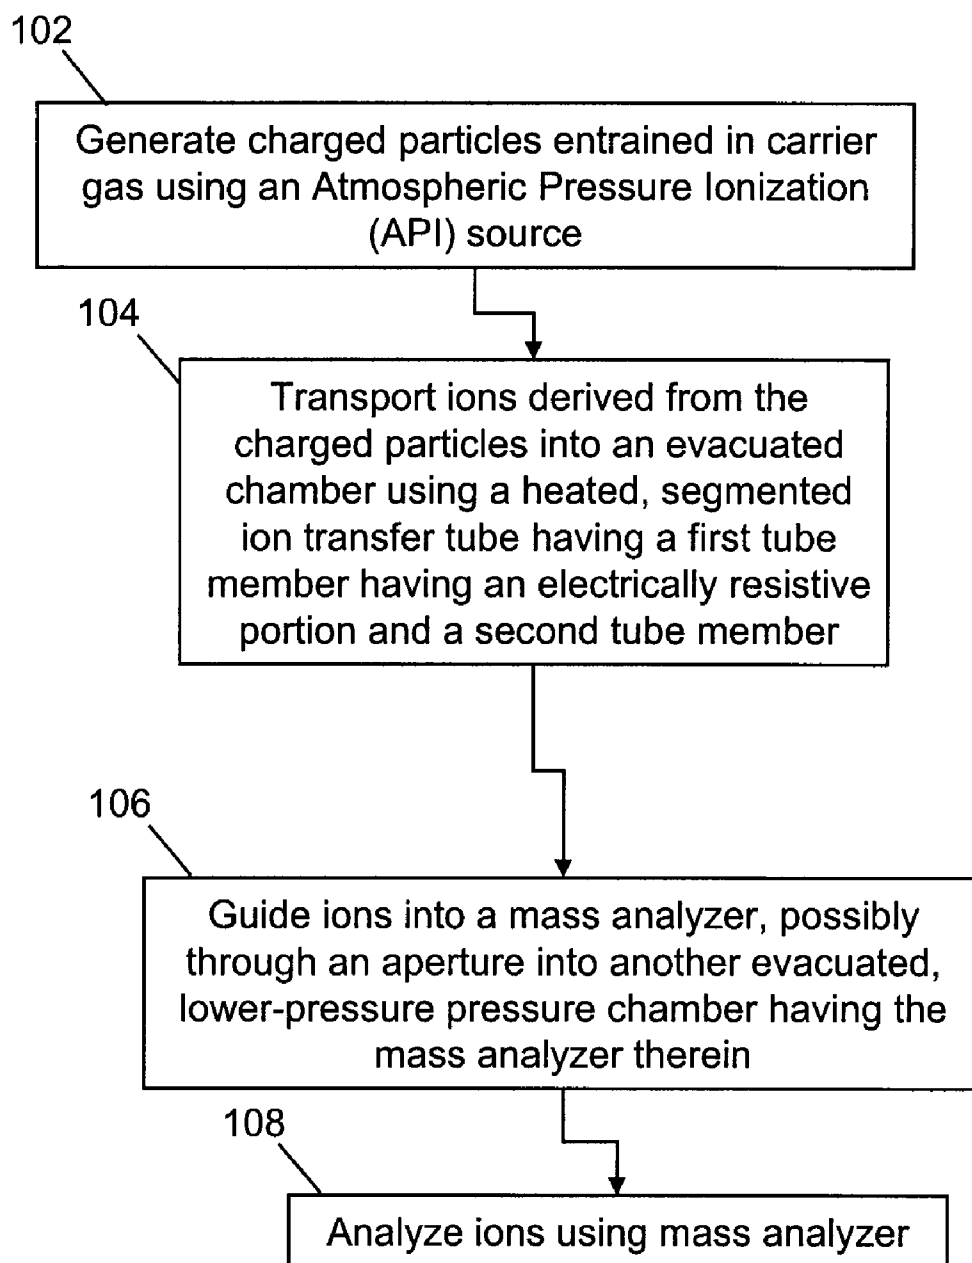 102
Generate charged particles entrained in carrier
gas using an Atmospheric Pressure Ionization
(API) source
104
Transport ions derived from the
charged particles into an evacuated
chamber using a heated, segmented
ion transfer tube having a first tube
member having an electrically resistive
portion and a second tube member
106
Guide ions into a mass analyzer, possibly
through an aperture into another evacuated,
lower-pressure pressure chamber having the
mass analyzer therein
108
Analyze ions using mass analyzer